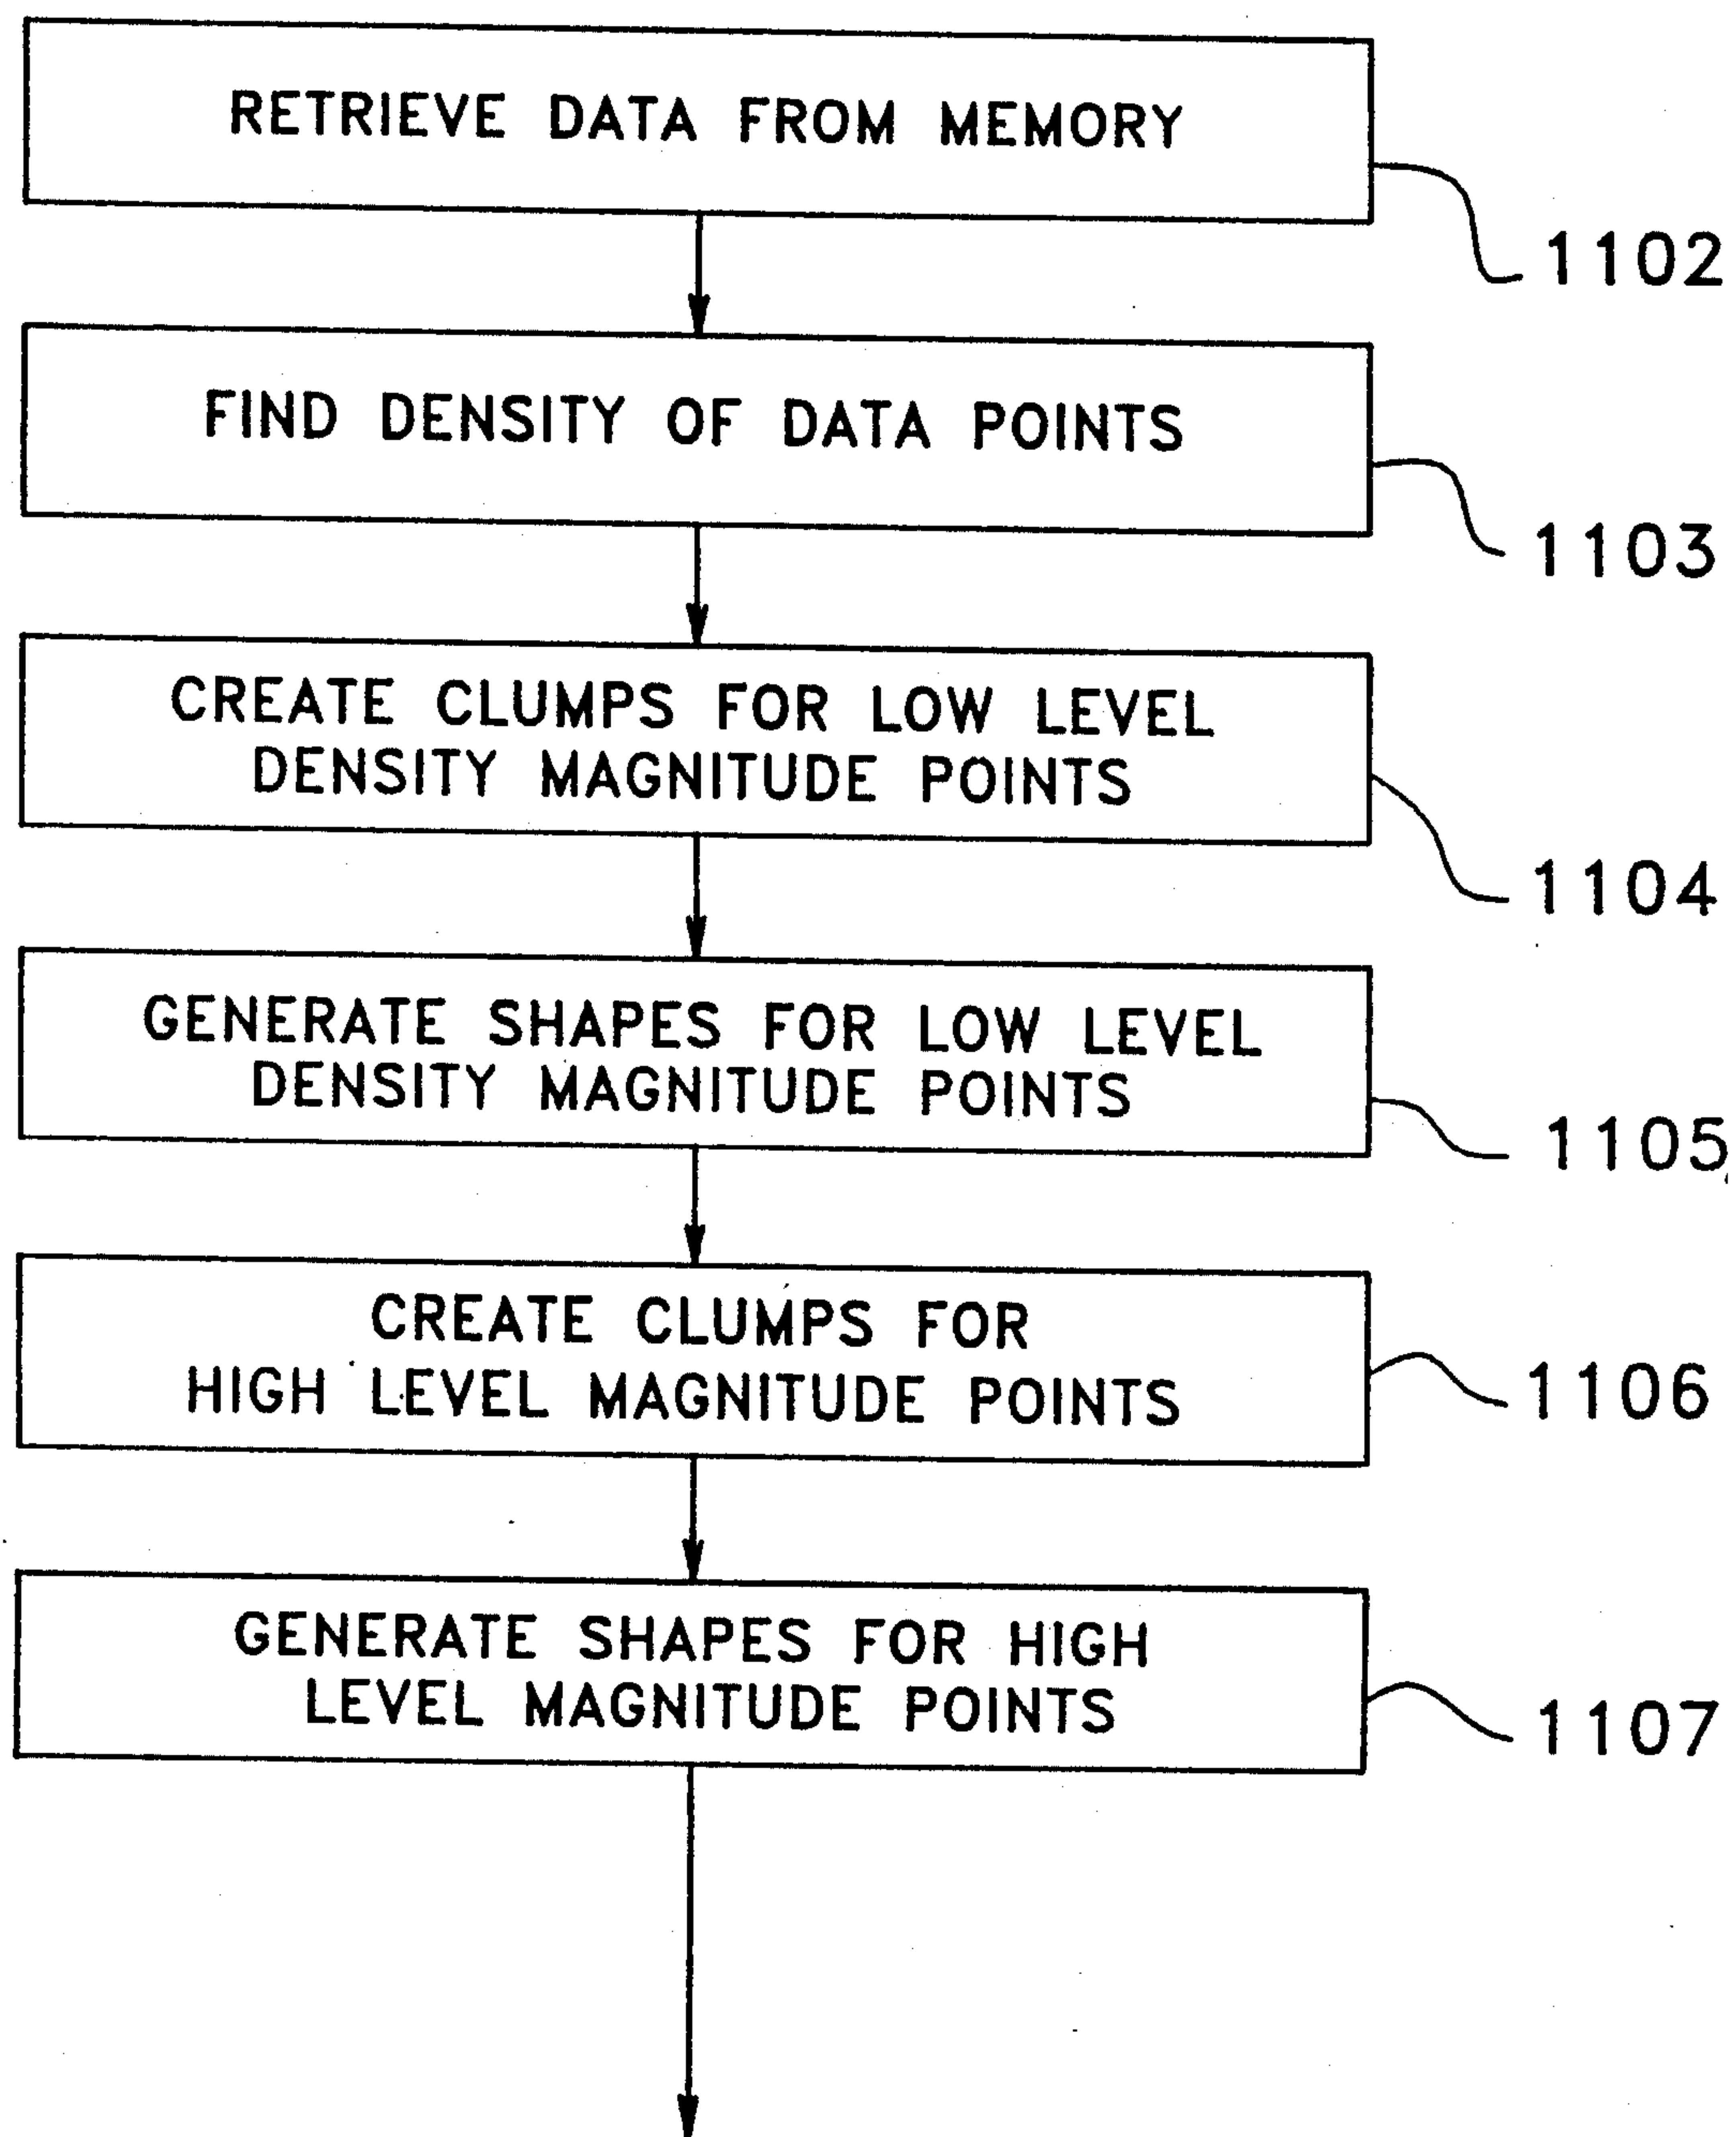 RETRIEVE DATA FROM MEMORY
1102
FIND DENSITY OF DATA POINTS
1103
CREATE CLUMPS FOR LOW LEVEL
DENSITY MAGNITUDE POINTS
1104
GENERATE SHAPES FOR LOW LEVEL
DENSITY MAGNITUDE POINTS
1105
CREATE CLUMPS FOR
HIGH LEVEL MAGNITUDE POINTS
1106
GENERATE SHAPES FOR HIGH
LEVEL MAGNITUDE POINTS
1107